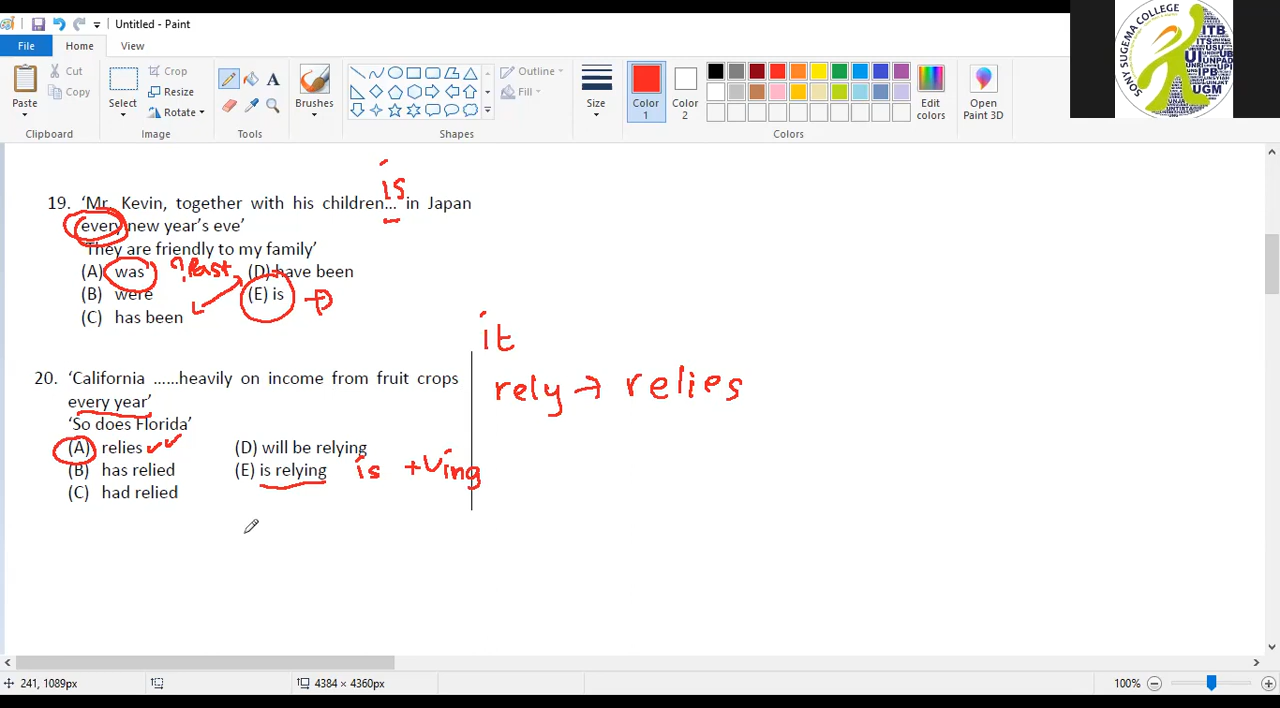 Untitled - Paint
File
Home
View
Paste
Cut
Copy
Clipboard
Select
Crop
Resize
Rotate
Image
Tools
A
Brushes
Shapes
Outline
Fill
Size
Color 1
Color 2
Colors
Edit colors
Open Paint 3D
SONY SUGEMA COLLEGE
ITB
UI
IPB
UGM
UNPAD
is
19. ‘Mr. Kevin, together with his children... in Japan
every new year’s eve’
‘They are friendly to my family’
(A) was
Past
(D) have been
(B) were
(E) is
(C) has been
it
rely → relies
20. ‘California ......heavily on income from fruit crops
every year’
‘So does Florida’
(A) relies
(D) will be relying
(B) has relied
(E) is relying
is +Ving
(C) had relied
241, 1089px
4384 × 4360px
100%